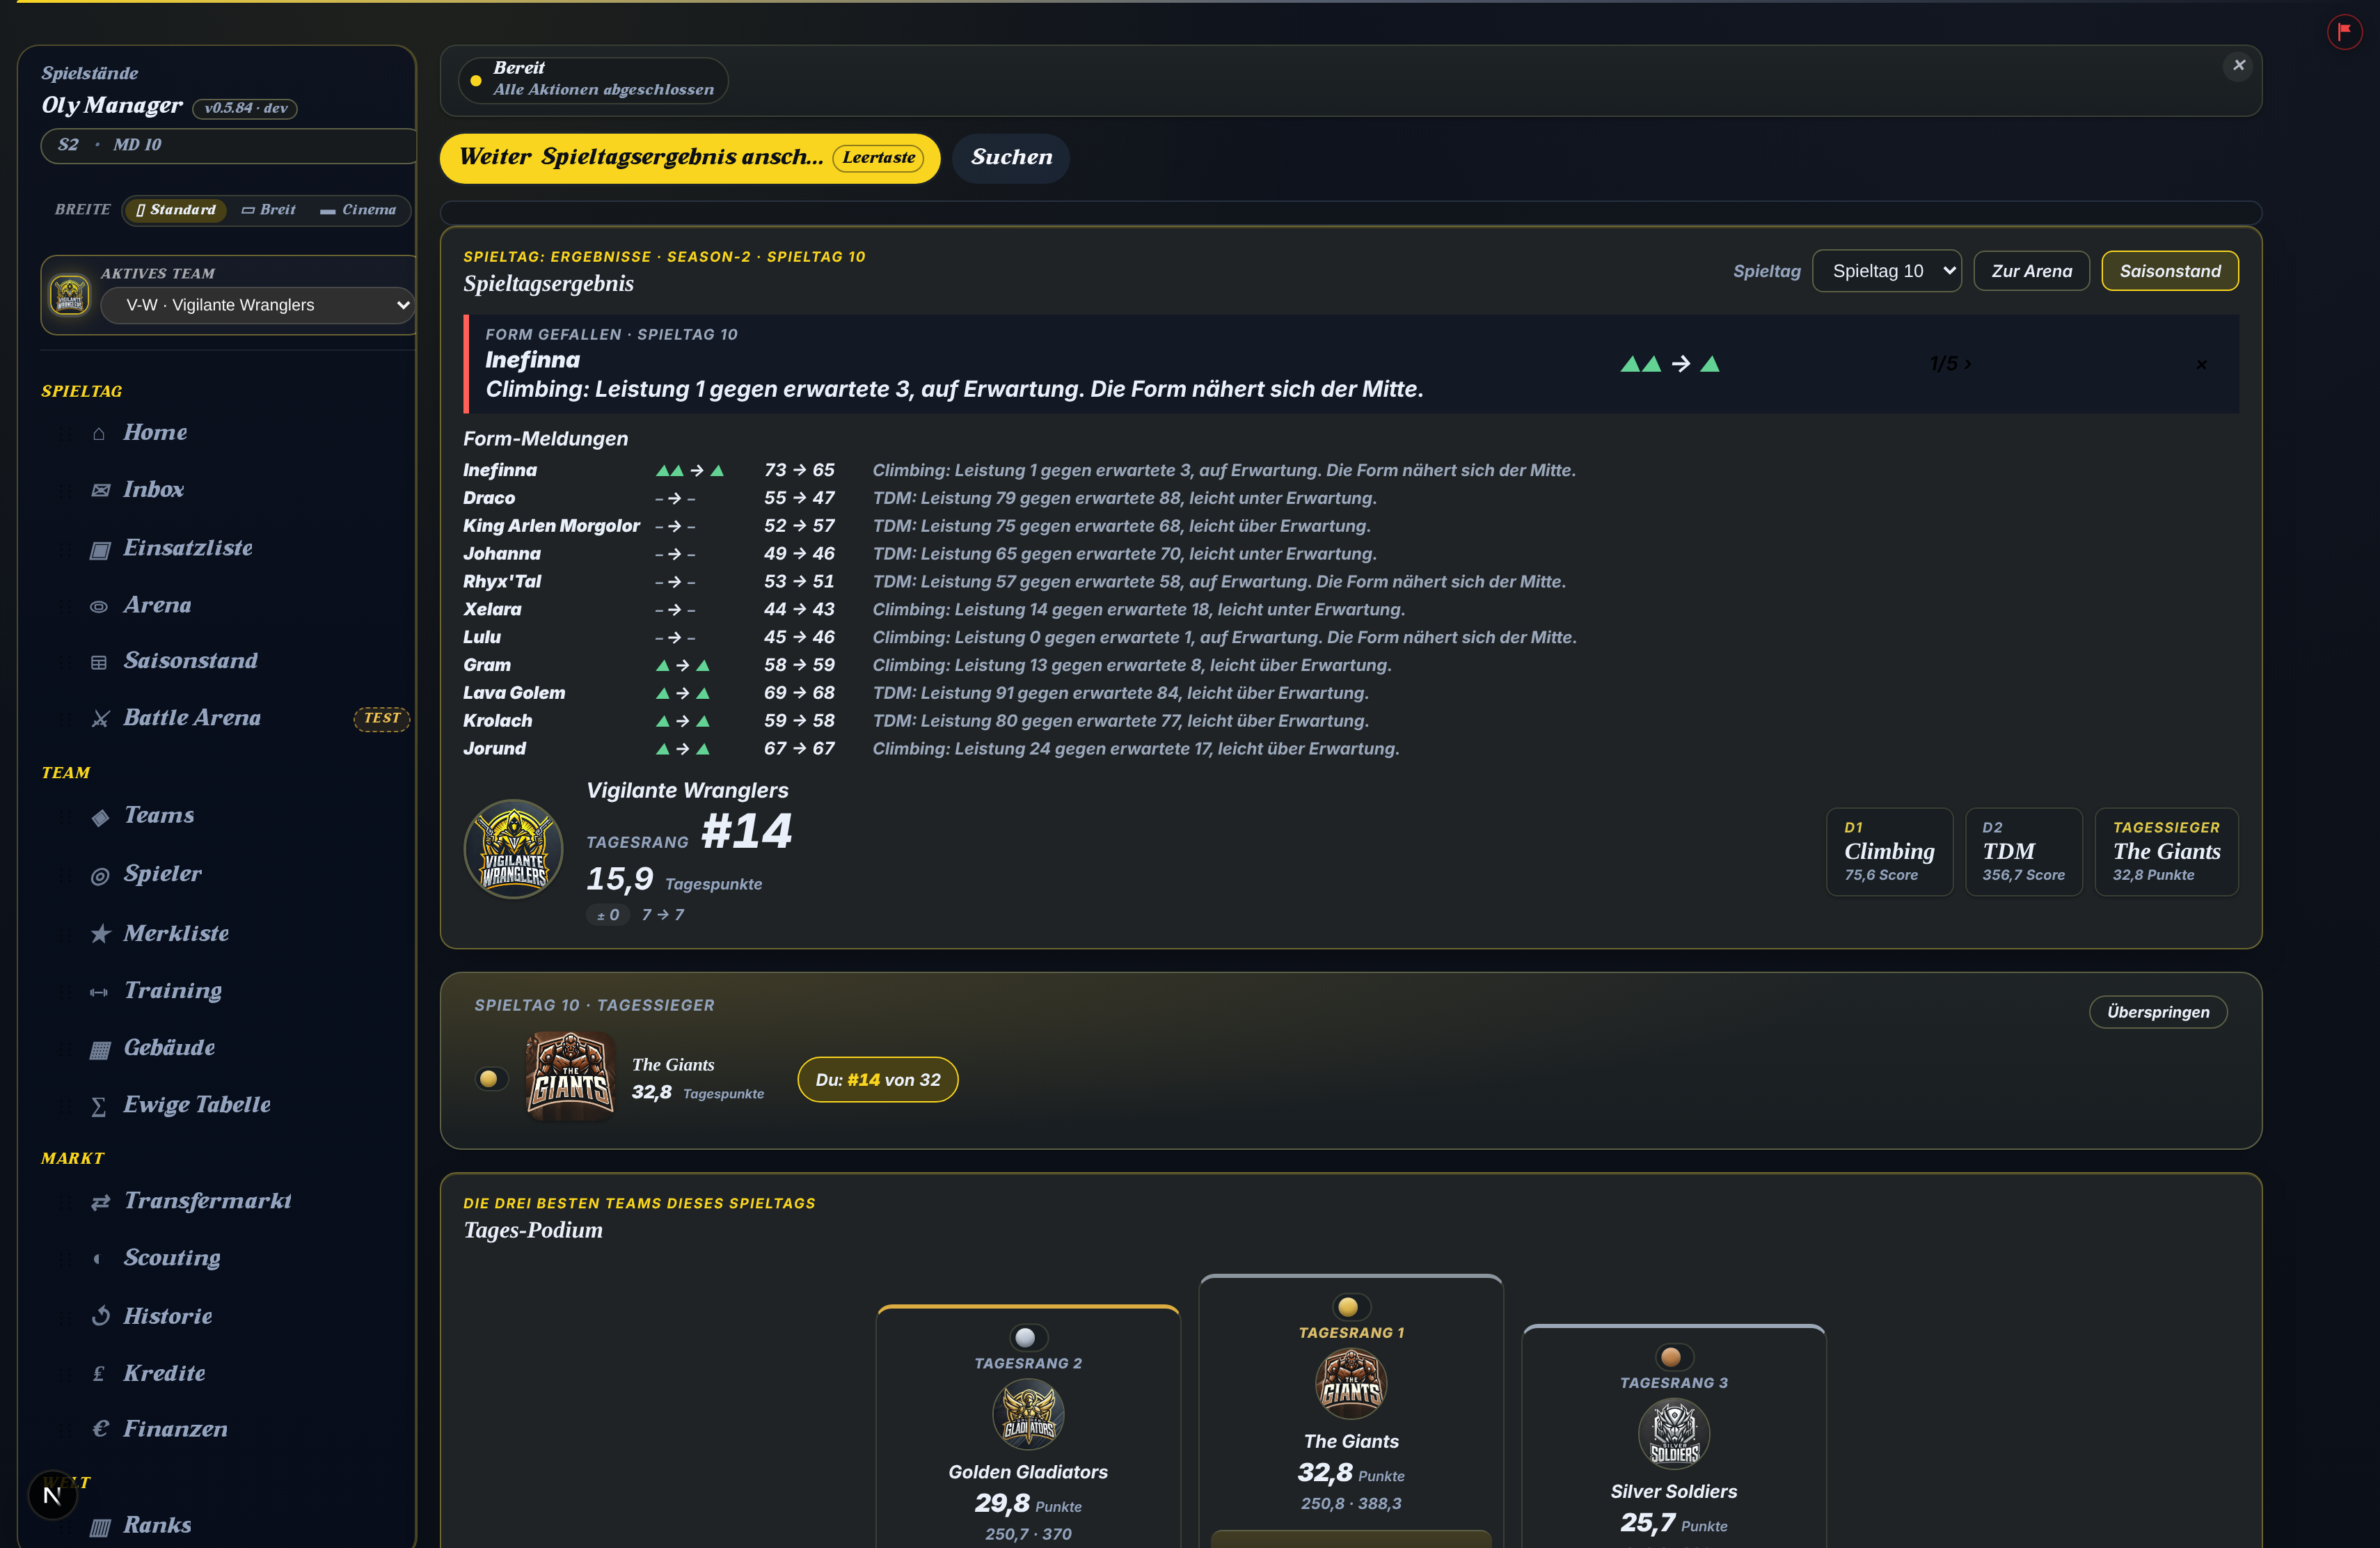 Spielstände
Oly Manager v0.5.84 · dev
S2 · MD 10
BREITE Standard Breit Cinema
AKTIVES TEAM
V-W · Vigilante Wranglers
SPIELTAG
Home
Inbox
Einsatzliste
Arena
Saisonstand
Battle Arena TEST
TEAM
Teams
Spieler
Merkliste
Training
Gebäude
Ewige Tabelle
MARKT
Transfermarkt
Scouting
Historie
Kredite
Finanzen
Ranks
Bereit
Alle Aktionen abgeschlossen
Weiter Spieltagsergebnis ansch... Leertaste
Suchen
SPIELTAG: ERGEBNISSE · SEASON-2 · SPIELTAG 10
Spieltagsergebnis
Spieltag Spieltag 10 Zur Arena Saisonstand
FORM GEFALLEN · SPIELTAG 10
Inefinna
Climbing: Leistung 1 gegen erwartete 3, auf Erwartung. Die Form nähert sich der Mitte.
▲▲ → ▲ 1/5 › ×
Form-Meldungen
Inefinna ▲▲ → ▲ 73 → 65 Climbing: Leistung 1 gegen erwartete 3, auf Erwartung. Die Form nähert sich der Mitte.
Draco – → – 55 → 47 TDM: Leistung 79 gegen erwartete 88, leicht unter Erwartung.
King Arlen Morgolor – → – 52 → 57 TDM: Leistung 75 gegen erwartete 68, leicht über Erwartung.
Johanna – → – 49 → 46 TDM: Leistung 65 gegen erwartete 70, leicht unter Erwartung.
Rhyx'Tal – → – 53 → 51 TDM: Leistung 57 gegen erwartete 58, auf Erwartung. Die Form nähert sich der Mitte.
Xelara – → – 44 → 43 Climbing: Leistung 14 gegen erwartete 18, leicht unter Erwartung.
Lulu – → – 45 → 46 Climbing: Leistung 0 gegen erwartete 1, auf Erwartung. Die Form nähert sich der Mitte.
Gram ▲ → ▲ 58 → 59 Climbing: Leistung 13 gegen erwartete 8, leicht über Erwartung.
Lava Golem ▲ → ▲ 69 → 68 TDM: Leistung 91 gegen erwartete 84, leicht über Erwartung.
Krolach ▲ → ▲ 59 → 58 TDM: Leistung 80 gegen erwartete 77, leicht über Erwartung.
Jorund ▲ → ▲ 67 → 67 Climbing: Leistung 24 gegen erwartete 17, leicht über Erwartung.
VIGILANTE WRANGLERS
Vigilante Wranglers
TAGESRANG #14
15,9 Tagespunkte
± 0 7 → 7
D1
Climbing
75,6 Score
D2
TDM
356,7 Score
TAGESSIEGER
The Giants
32,8 Punkte
SPIELTAG 10 · TAGESSIEGER
Überspringen
THE GIANTS
The Giants
32,8 Tagespunkte
Du: #14 von 32
DIE DREI BESTEN TEAMS DIESES SPIELTAGS
Tages-Podium
TAGESRANG 2
GLADIATORS
Golden Gladiators
29,8 Punkte
250,7 · 370
TAGESRANG 1
THE GIANTS
The Giants
32,8 Punkte
250,8 · 388,3
TAGESRANG 3
SILVER SOLDIERS
Silver Soldiers
25,7 Punkte